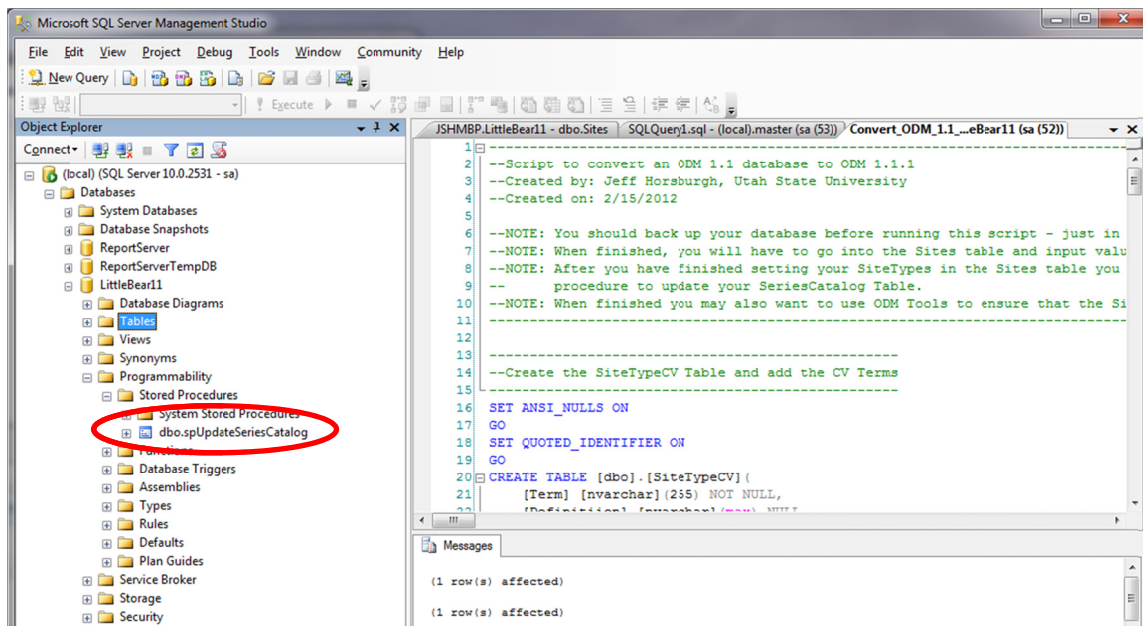 Microsoft SQL Server Management Studio
File Edit View Project Debug Tools Window Community Help
New Query
Execute
Object Explorer
Connect
(local) (SQL Server 10.0.2531 - sa)
Databases
System Databases
Database Snapshots
ReportServer
ReportServerTempDB
LittleBear11
Database Diagrams
Tables
Views
Synonyms
Programmability
Stored Procedures
System Stored Procedures
dbo.spUpdateSeriesCatalog
Functions
Database Triggers
Assemblies
Types
Rules
Defaults
Plan Guides
Service Broker
Storage
Security
JSHMBP.LittleBear11 - dbo.Sites SQLQuery1.sql - (local).master (sa (53)) Convert_ODM_1.1_...eBear11 (sa (52))
1 --------------------------------------------------------------------------------
2 --Script to convert an ODM 1.1 database to ODM 1.1.1
3 --Created by: Jeff Horsburgh, Utah State University
4 --Created on: 2/15/2012
5
6 --NOTE: You should back up your database before running this script - just in
7 --NOTE: When finished, you will have to go into the Sites table and input valu
8 --NOTE: After you have finished setting your SiteTypes in the Sites table you
9 -- procedure to update your SeriesCatalog Table.
10 --NOTE: When finished you may also want to use ODM Tools to ensure that the Si
11 --------------------------------------------------------------------------------
12
13 ---------------------------------------------------
14 --Create the SiteTypeCV Table and add the CV Terms
15 ---------------------------------------------------
16 SET ANSI_NULLS ON
17 GO
18 SET QUOTED_IDENTIFIER ON
19 GO
20 CREATE TABLE [dbo].[SiteTypeCV](
21 [Term] [nvarchar](255) NOT NULL,
22 [nvarchar](max) NULL
Messages
(1 row(s) affected)
(1 row(s) affected)